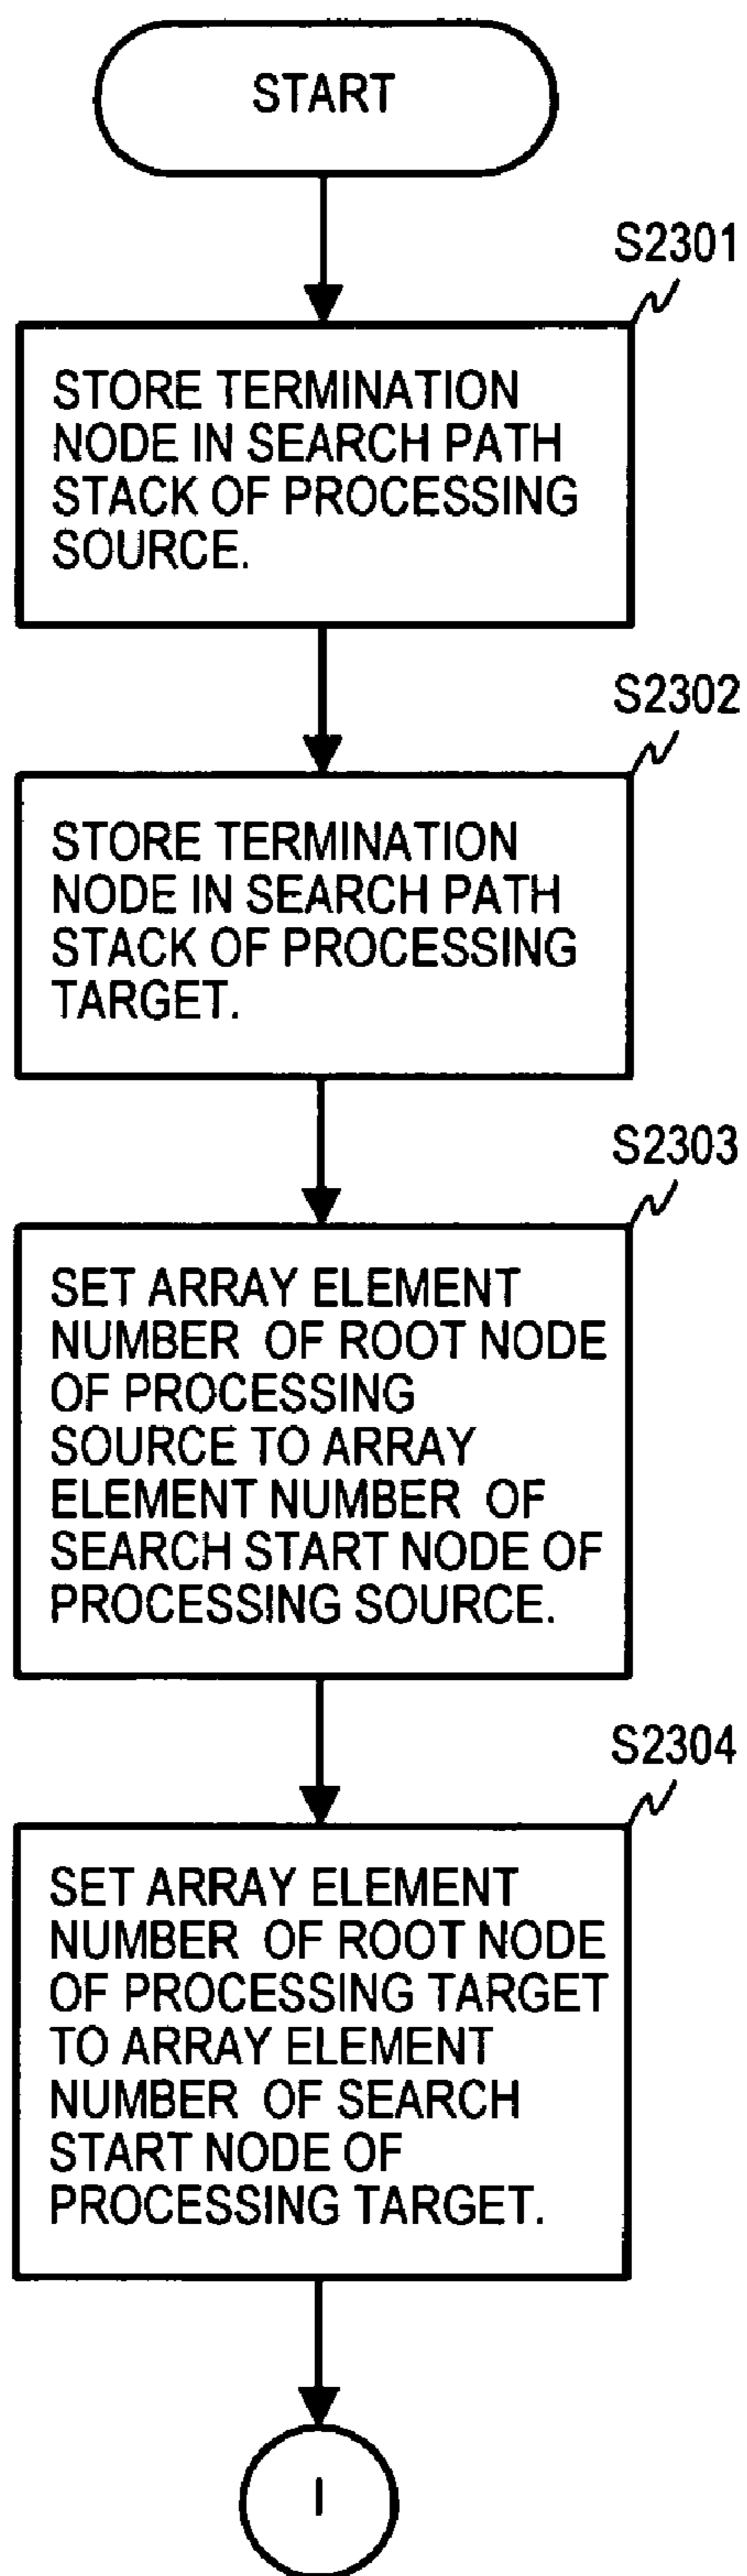 START
S2301
STORE TERMINATION
NODE IN SEARCH PATH
STACK OF PROCESSING
SOURCE.
S2302
STORE TERMINATION
NODE IN SEARCH PATH
STACK OF PROCESSING
TARGET.
S2303
SET ARRAY ELEMENT
NUMBER OF ROOT NODE
OF PROCESSING
SOURCE TO ARRAY
ELEMENT NUMBER OF
SEARCH START NODE OF
PROCESSING SOURCE.
S2304
SET ARRAY ELEMENT
NUMBER OF ROOT NODE
OF PROCESSING TARGET
TO ARRAY ELEMENT
NUMBER OF SEARCH
START NODE OF
PROCESSING TARGET.
I